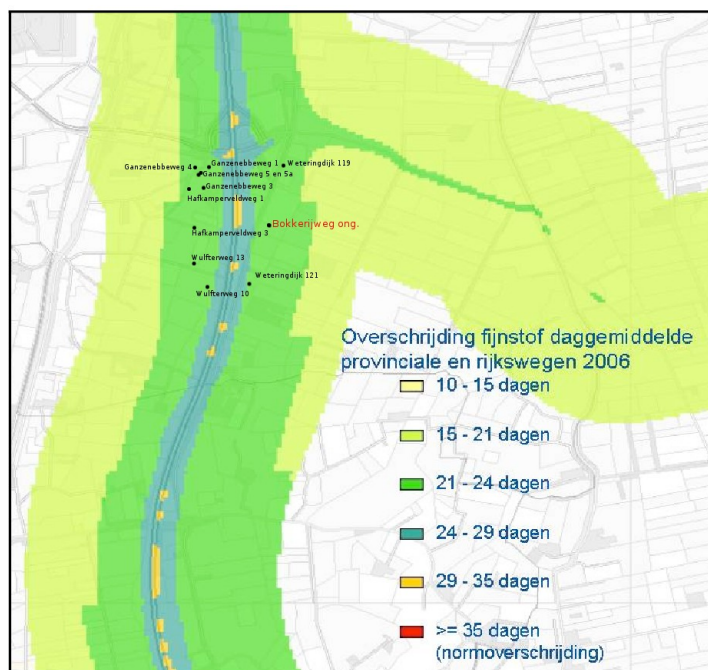 Ganzenebbeweg 4
Ganzenebbeweg 1
Weteringdijk 119
Ganzenebbeweg 5 en 5a
Ganzenebbeweg 3
Hafkamperveldweg 1
Bokkerijweg ong.
Hafkamperveldweg 3
Wulfterweg 13
Weteringdijk 121
Wulfterweg 10
Overschrijding fijnstof daggemiddelde
provinciale en rijkswegen 2006
10 - 15 dagen
15 - 21 dagen
21 - 24 dagen
24 - 29 dagen
29 - 35 dagen
>= 35 dagen
(normoverschrijding)